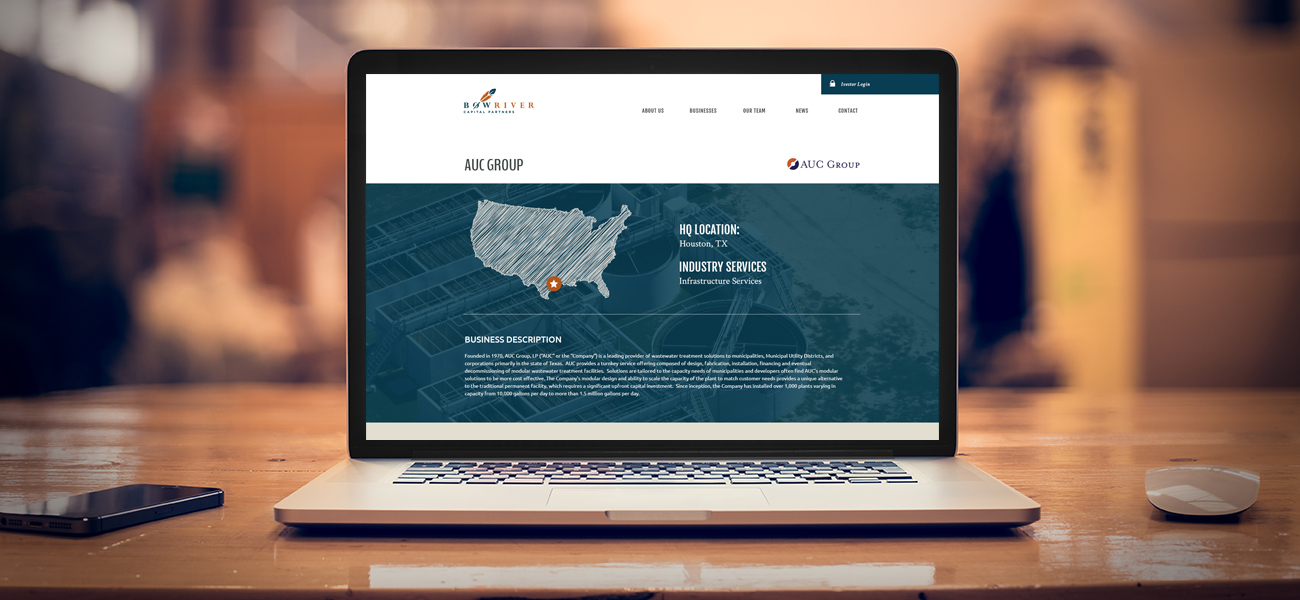 Ivestor Login
BOWRIVER
CAPITAL PARTNERS
ABOUT US BUSINESSES OUR TEAM NEWS CONTACT
AUC GROUP
AUC GROUP
HQ LOCATION:
Houston, TX
INDUSTRY SERVICES
Infrastructure Services
BUSINESS DESCRIPTION
Founded in 1970, AUC Group, LP ("AUC" or the "Company") is a leading provider of wastewater treatment solutions to municipalities, Municipal Utility Districts, and
corporations primarily in the state of Texas. AUC provides a turnkey service offering composed of design, fabrication, installation, financing and eventual
decommissioning of modular wastewater treatment facilities. Solutions are tailored to the capacity needs of municipalities and developers often find AUC's modular
solutions to be more cost effective. The Company's modular design and ability to scale the capacity of the plant to match customer needs provides a unique alternative
to the traditional permanent facility, which requires a significant upfront capital investment. Since inception, the Company has installed over 1,000 plants varying in
capacity from 10,000 gallons per day to more than 1.5 million gallons per day.